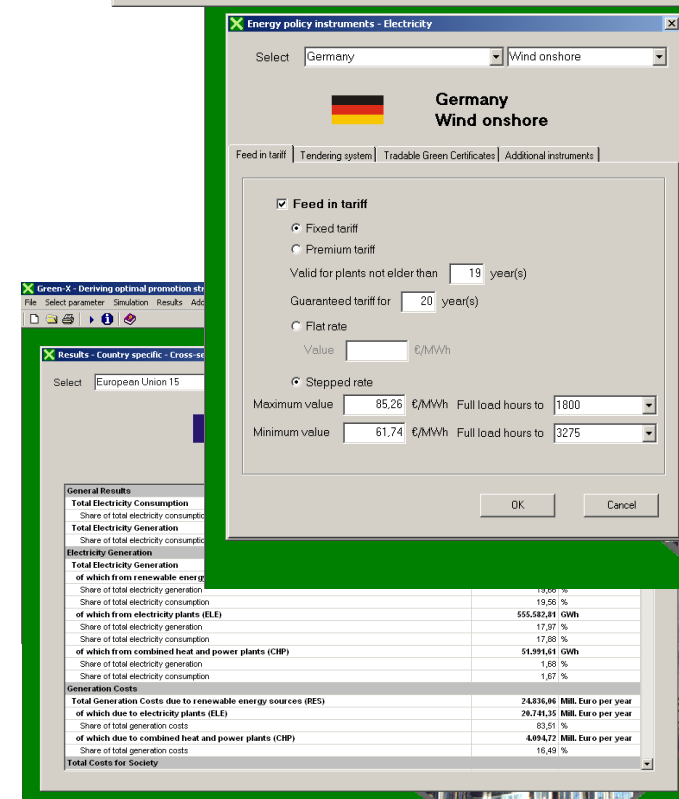 Energy policy instruments - Electricity
Select Germany Wind onshore
Germany
Wind onshore
Feed in tariff Tendering system Tradable Green Certificates Additional instruments
Feed in tariff
Fixed tariff
Premium tariff
Valid for plants not elder than 19 year(s)
Guaranteed tariff for 20 year(s)
Flat rate
Value €/MWh
Stepped rate
Maximum value 85,26 €/MWh Full load hours to 1800
Minimum value 61,74 €/MWh Full load hours to 3275
OK Cancel
Green-X - Deriving optimal promotion
File Select parameter Simulation Results
Results - Country specific
Select European Union 15
General Results
Total Electricity Consumption
Share of total electricity
Total Electricity Generation
Share of total electricity
Electricity Generation
Total Electricity Generation
of which from renewable
Share of total electricity generation 19,66 %
Share of total electricity consumption 19,56 %
of which from electricity plants (ELE) 555.582,81 GWh
Share of total electricity generation 17,97 %
Share of total electricity consumption 17,88 %
of which from combined heat and power plants (CHP) 51.991,61 GWh
Share of total electricity generation 1,68 %
Share of total electricity consumption 1,67 %
Generation Costs
Total Generation Costs due to renewable energy sources (RES) 24.836,06 Mill. Euro per year
of which due to electricity plants (ELE) 20.741,35 Mill. Euro per year
Share of total generation costs 83,51 %
of which due to combined heat and power plants (CHP) 4.094,72 Mill. Euro per year
Share of total generation costs 16,49 %
Total Costs for Society